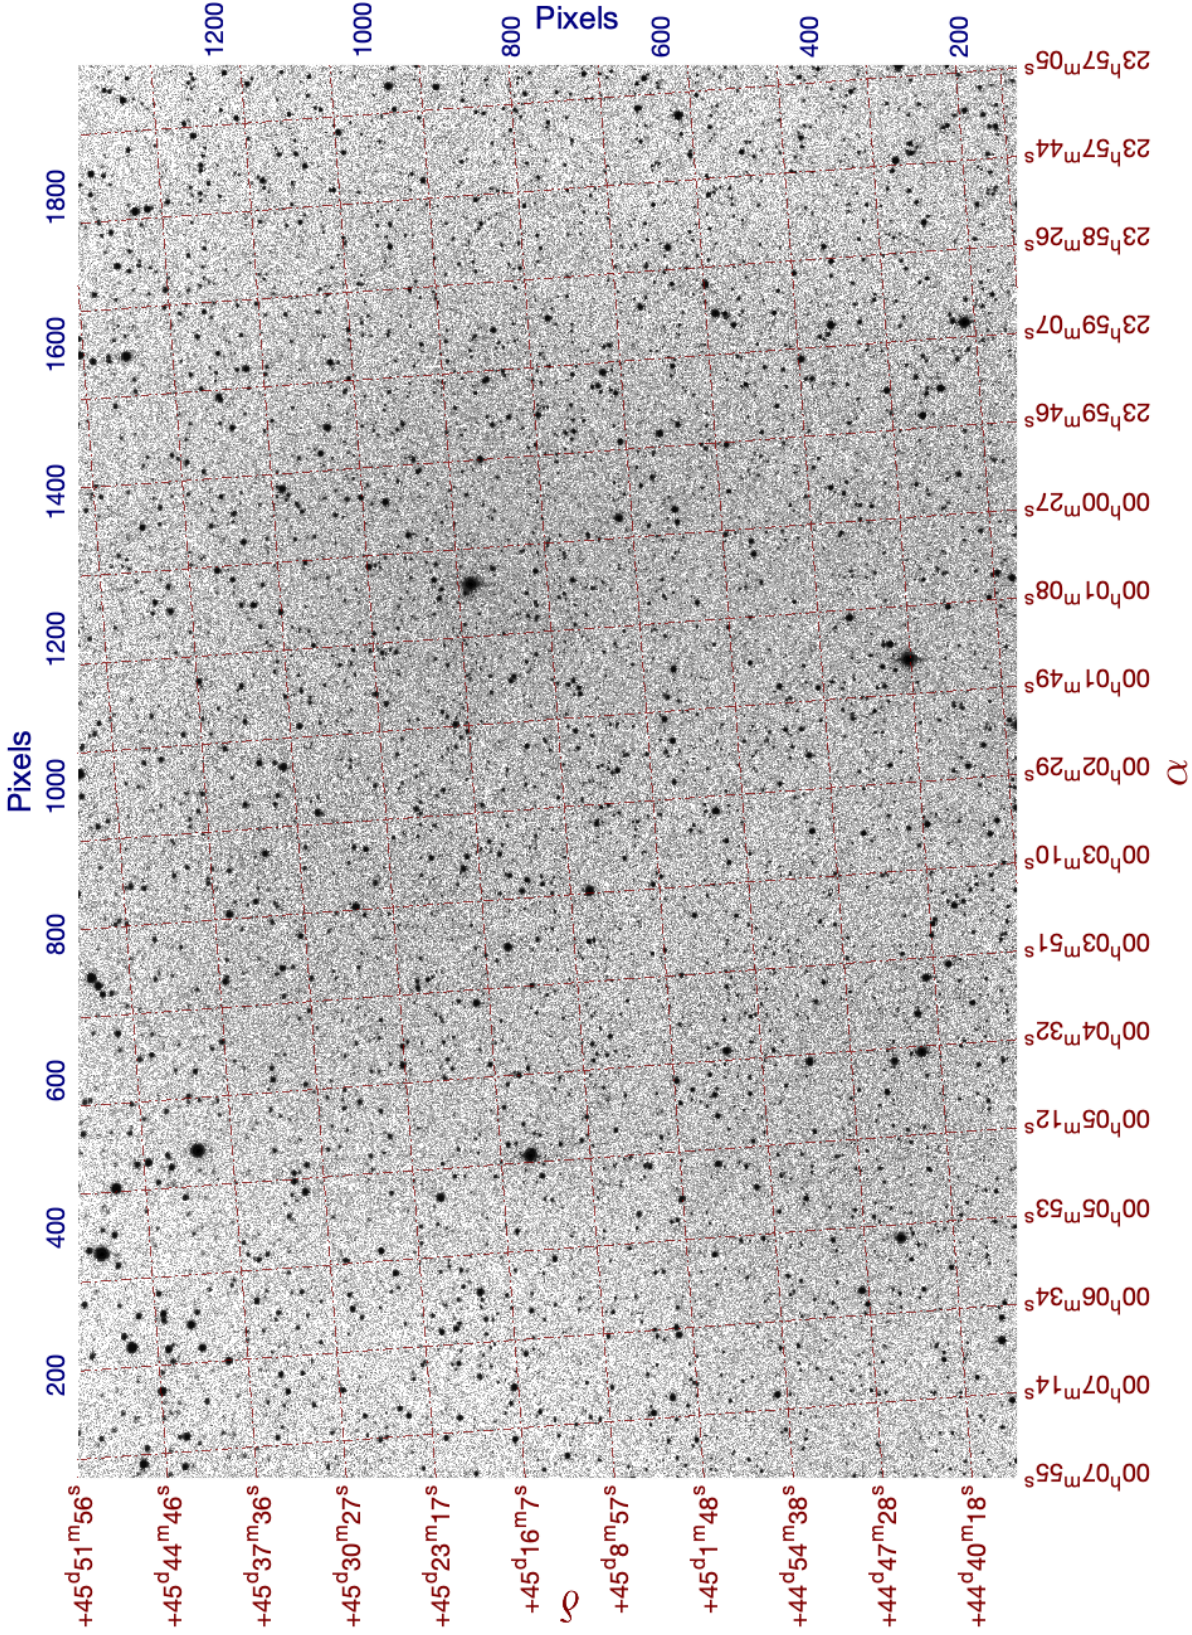 Pixels
1200
1000
800
600
400
200
Pixels
1800
1600
1400
1200
1000
800
600
400
200
23h57m05s
23h57m44s
23h58m26s
23h59m07s
23h59m46s
00h00m27s
00h01m08s
00h01m49s
00h02m29s
00h03m10s
00h03m51s
00h04m32s
00h05m12s
00h05m53s
00h06m34s
00h07m14s
00h07m55s
α
+45d51m56s
+45d44m46s
+45d37m36s
+45d30m27s
+45d23m17s
+45d16m7s
+45d8m57s
+45d1m48s
+44d54m38s
+44d47m28s
+44d40m18s
δ